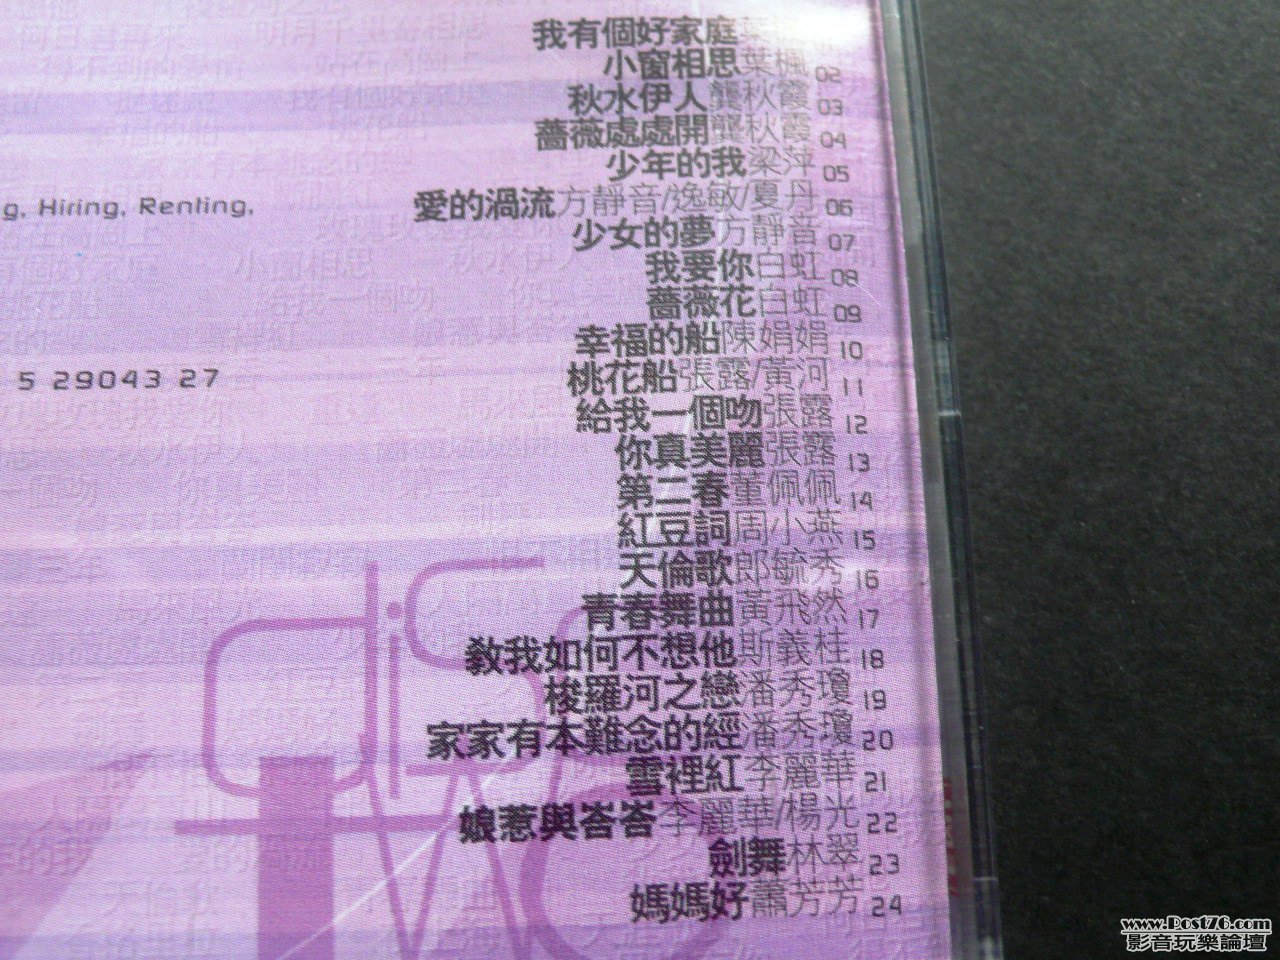 我有個好家庭葉楓
小窗相思葉楓 02
秋水伊人龔秋霞 03
薔薇處處開龔秋霞 04
少年的我梁萍 05
愛的渦流方靜音/逸敏/夏丹 06
g, Hiring, Renting,
少女的夢方靜音 07
我要你白虹 08
薔薇花白虹 09
幸福的船陳娟娟 10
桃花船張露/黃河 11
5 29043 27
給我一個吻張露 12
你真美麗張露 13
第二春董佩佩 14
紅豆詞周小燕 15
天倫歌郎毓秀 16
青春舞曲黃飛然 17
教我如何不想他斯義桂 18
梭羅河之戀潘秀瓊 19
家家有本難念的經潘秀瓊 20
雪裡紅李麗華 21
娘惹與峇峇李麗華/楊光 22
劍舞林翠 23
媽媽好蕭芳芳 24
disc
www.Post76.com
影音玩樂論壇